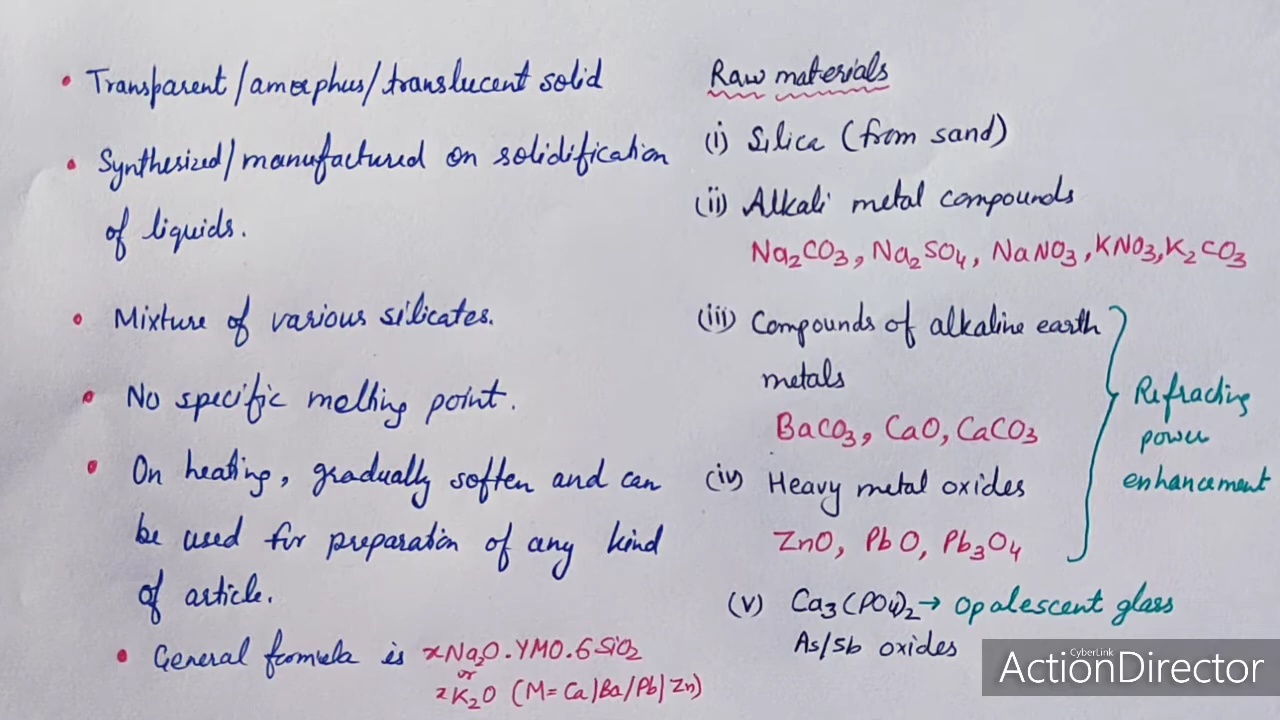 • Transparent/amorphus/translucent solid
• Synthesized/manufactured on solidification
of liquids.
• Mixture of various silicates.
• No specific melting point.
• On heating, gradually soften and can
be used for preparation of any kind
of article.
• General formula is xNa₂O.YMO.6SiO₂
or
xK₂O (M=Ca/Ba/Pb/Zn)
Raw materials
(i) Silica (from sand)
(ii) Alkali metal compounds
Na₂CO₃, Na₂SO₄, NaNO₃, KNO₃, K₂CO₃
(iii) Compounds of alkaline earth
metals
BaCO₃, CaO, CaCO₃
(iv) Heavy metal oxides
ZnO, PbO, Pb₃O₄
Refracting
power
enhancement
(v) Ca₃(PO₄)₂→ opalescent glass
As/Sb oxides
CyberLink
ActionDirector